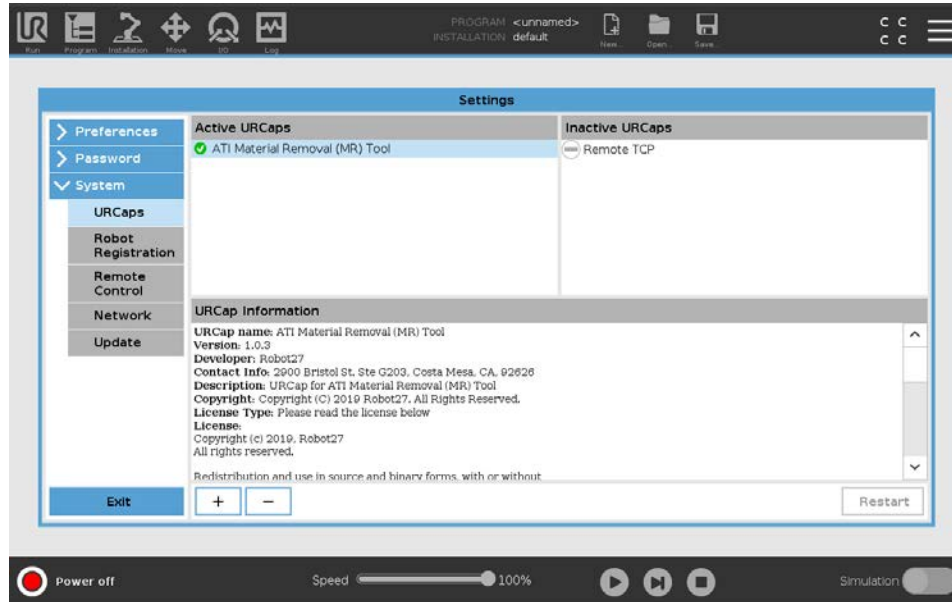 PROGRAM <unnamed>
INSTALLATION default
Run
Program
Installation
Move
I/O
Log
New...
Open...
Save...
C C
C C
Settings
Preferences
Password
System
URCaps
Robot
Registration
Remote
Control
Network
Update
Exit
Active URCaps
ATI Material Removal (MR) Tool
Inactive URCaps
Remote TCP
URCap Information
URCap name: ATI Material Removal (MR) Tool
Version: 1.0.3
Developer: Robot27
Contact Info: 2900 Bristol St. Ste G203, Costa Mesa, CA, 92626
Description: URCap for ATI Material Removal (MR) Tool
Copyright: Copyright (C) 2019 Robot27, All Rights Reserved.
License Type: Please read the license below
License:
Copyright (c) 2019, Robot27
All rights reserved.
Redistribution and use in source and binary forms, with or without
+
−
Restart
Power off
Speed
100%
Simulation